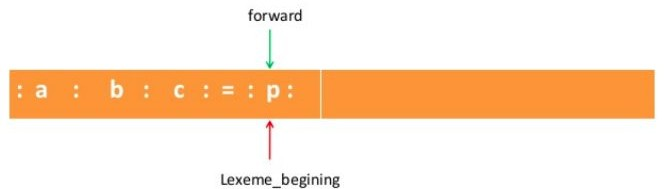 forward
: a : b : c : = : p :
Lexeme_begining